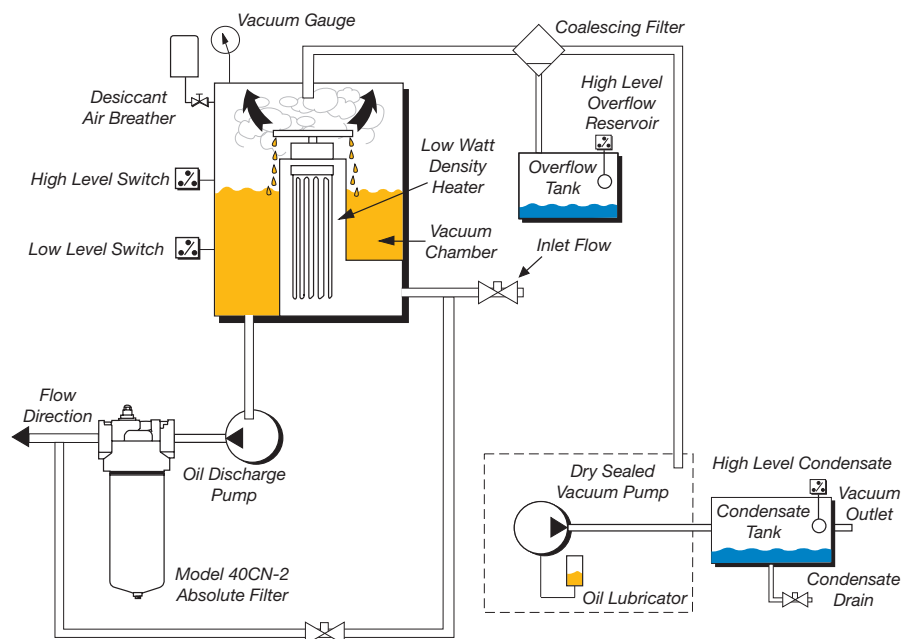 Vacuum Gauge
Coalescing Filter
Desiccant
Air Breather
High Level
Overflow
Reservoir
High Level Switch
Low Watt
Density
Heater
Overflow
Tank
Low Level Switch
Vacuum
Chamber
Inlet Flow
Flow
Direction
Oil Discharge
Pump
Dry Sealed
Vacuum Pump
High Level Condensate
Vacuum
Outlet
Condensate
Tank
Model 40CN-2
Absolute Filter
Oil Lubricator
Condensate
Drain